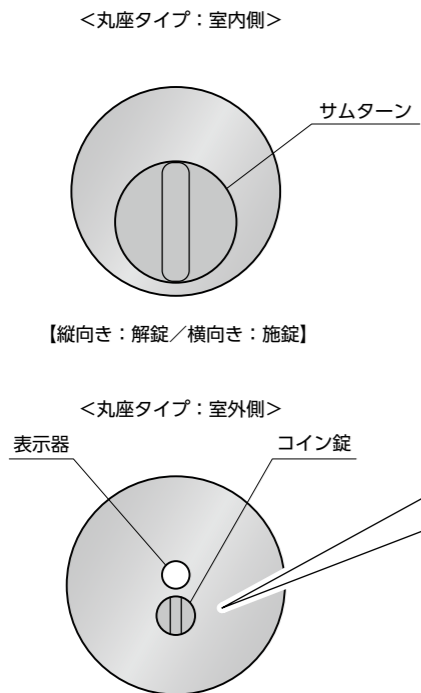 ＜丸座タイプ：室内側＞
サムターン
【縦向き：解錠／横向き：施錠】
＜丸座タイプ：室外側＞
表示器
コイン錠